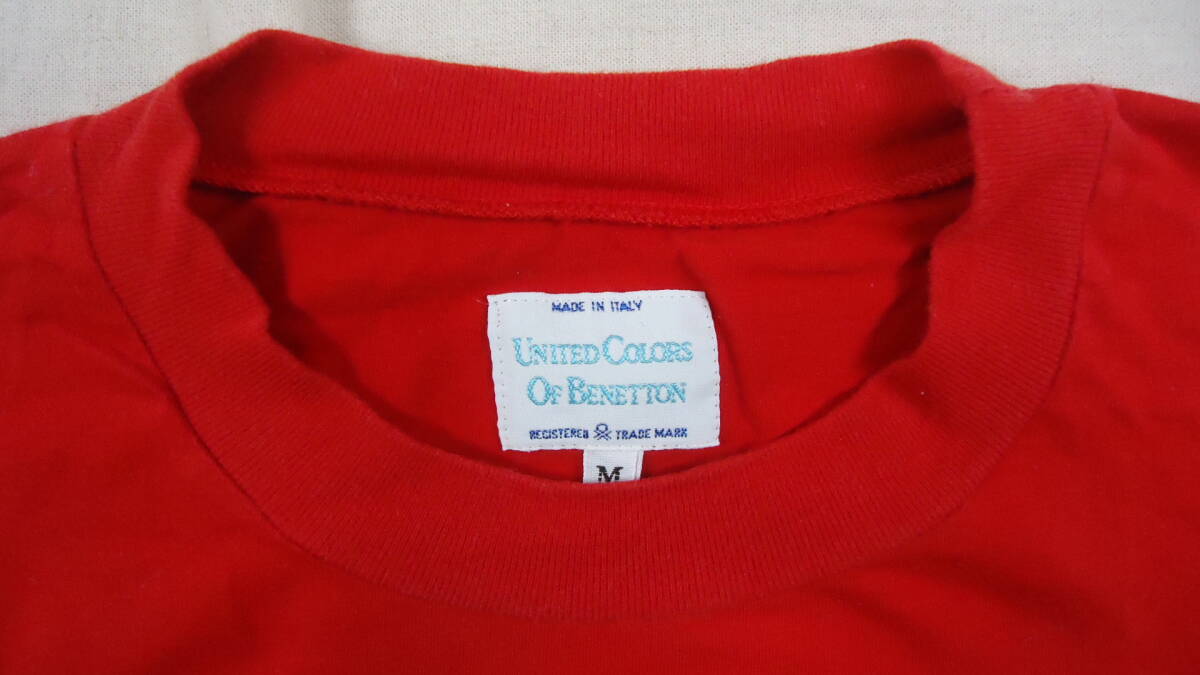 MADE IN ITALY
UNITED COLORS
OF BENETTON
REGISTERED TRADE MARK
M